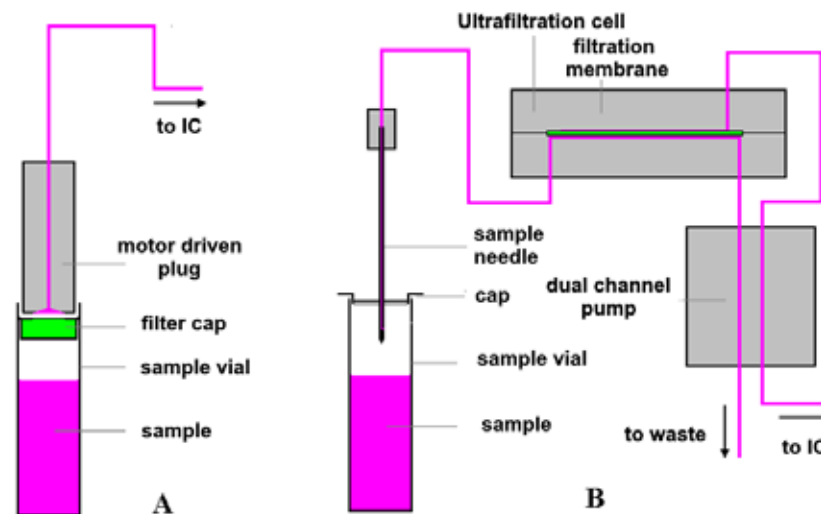 to IC
motor driven
plug
filter cap
sample vial
sample
A
Ultrafiltration cell
filtration
membrane
sample
needle
cap
dual channel
pump
sample vial
sample
to waste
to IC
B